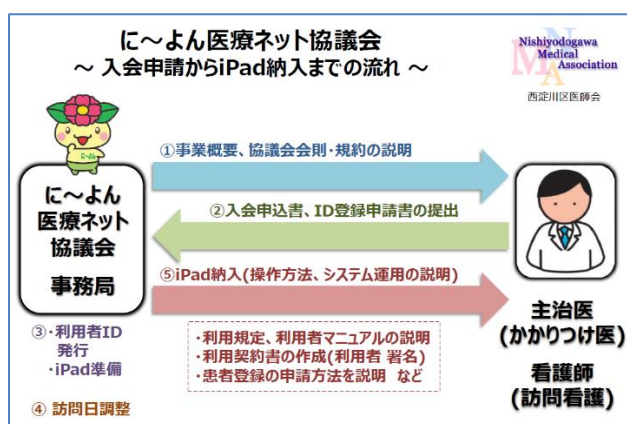 に～よん医療ネット協議会
～ 入会申請からiPad納入までの流れ ～
Nishiyodogawa
Medical
Association
NMA
西淀川区医師会
に～よん
①事業概要、協議会会則・規約の説明
に～よん
医療ネット
協議会
事務局
②入会申込書、ID登録申請書の提出
⑤iPad納入(操作方法、システム運用の説明)
・利用規定、利用者マニュアルの説明
・利用契約書の作成(利用者 署名)
・患者登録の申請方法を説明 など
③・利用者ID
発行
・iPad準備
④ 訪問日調整
主治医
(かかりつけ医)
看護師
(訪問看護)